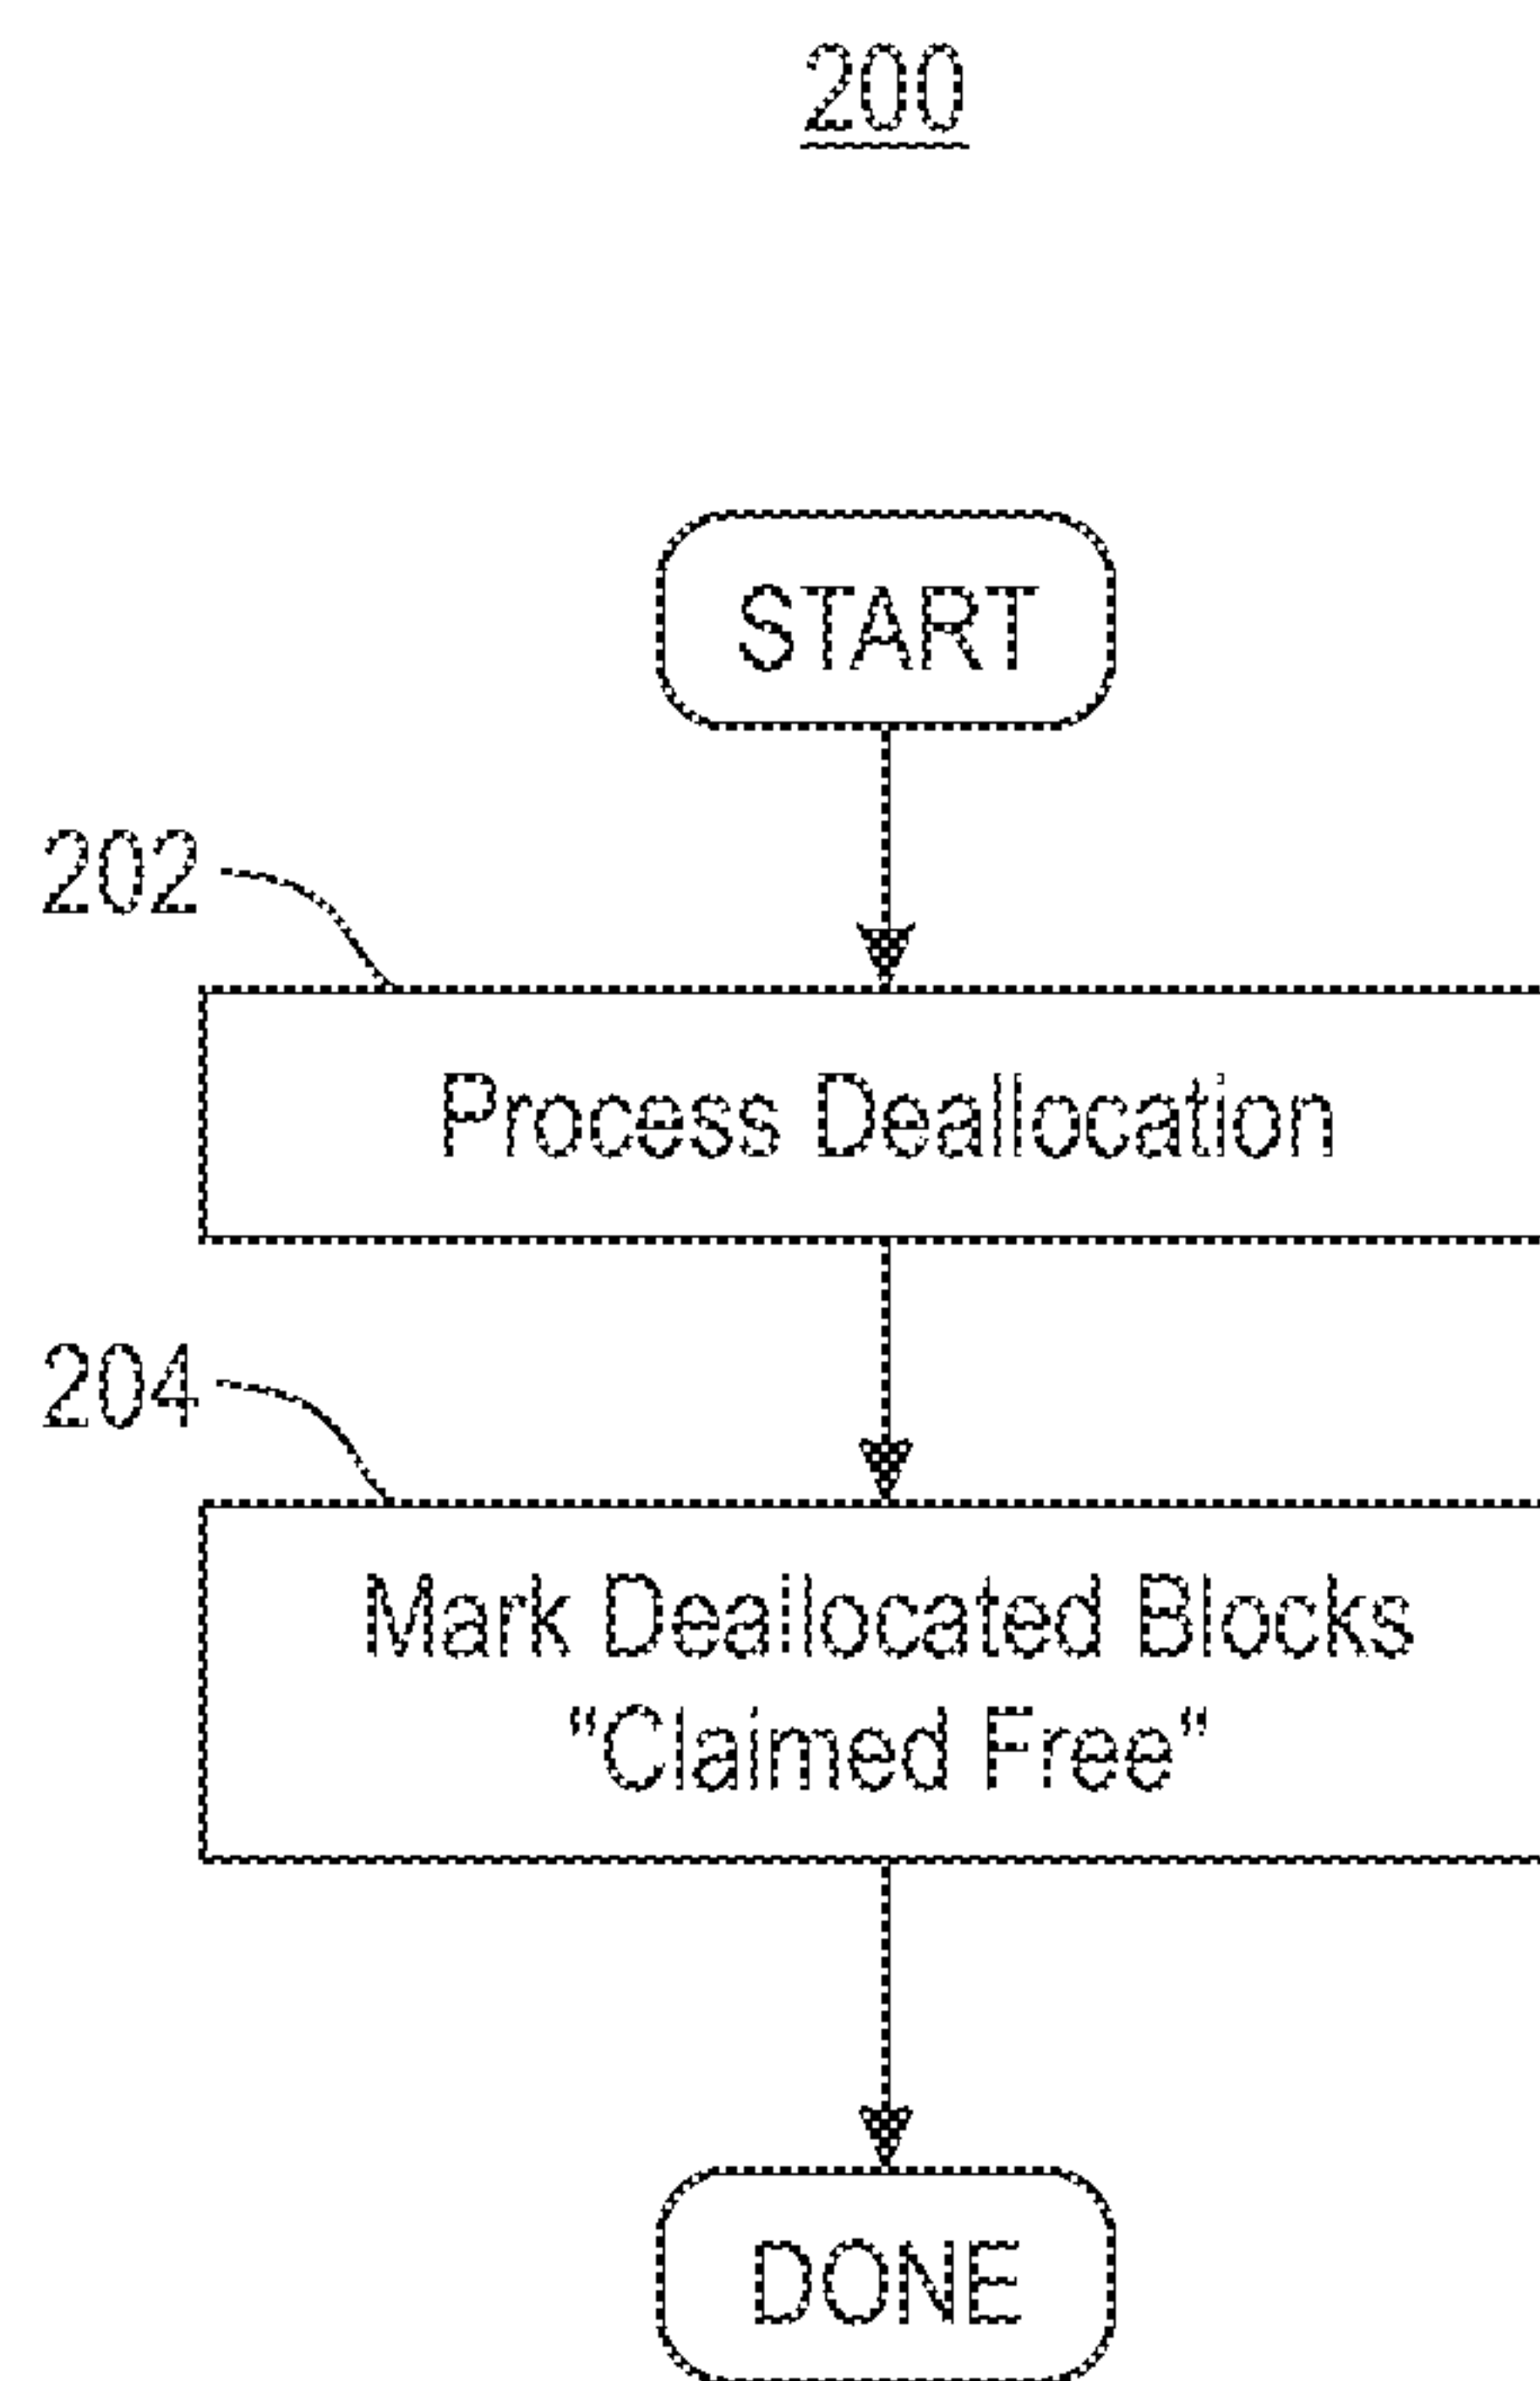 200
START
202
Process Deallocation
204
Mark Deallocated Blocks
“Claimed Free“
DONE